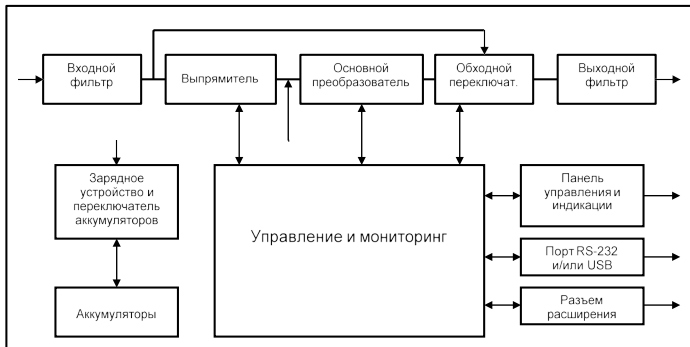 Входной
фильтр
Выпрямитель
Основной
преобразователь
Обходной
переключат.
Выходной
фильтр
Зарядное
устройство и
переключатель
аккумуляторов
Аккумуляторы
Управление и мониторинг
Панель
управления и
индикации
Порт RS-232
и/или USB
Разъем
расширения